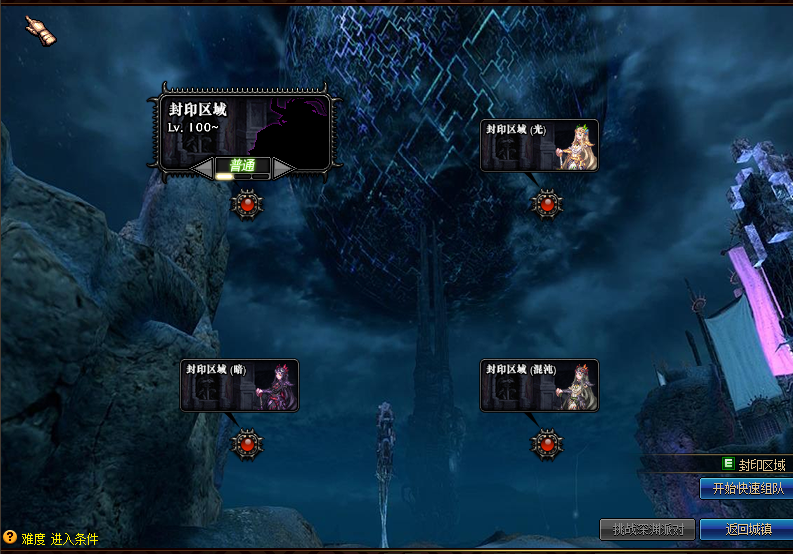 封印区域
Lv. 100~
普通
封印区域 (光)
封印区域 (暗)
封印区域 (混沌)
E 封印区域
开始快速组队
挑战深渊派对
返回城镇
? 难度 进入条件